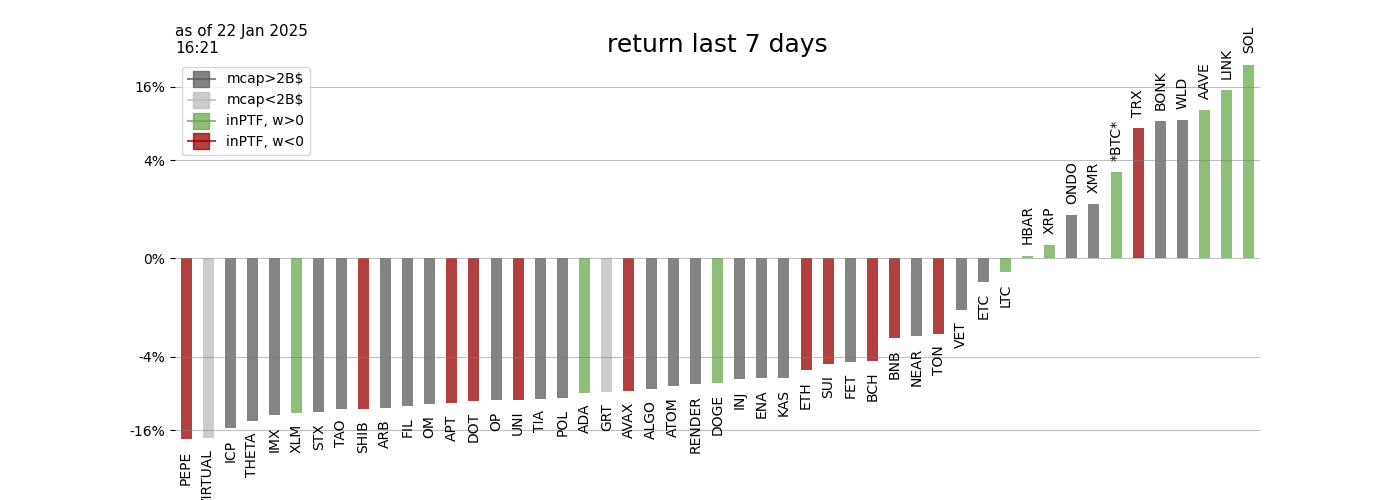 as of 22 Jan 2025
16:21
return last 7 days
mcap>2B$
mcap<2B$
inPTF, w>0
inPTF, w<0
16%
4%
0%
-4%
-16%
PEPE
VIRTUAL
ICP
THETA
IMX
XLM
STX
TAO
SHIB
ARB
FIL
OM
APT
DOT
OP
UNI
TIA
POL
ADA
GRT
AVAX
ALGO
ATOM
RENDER
DOGE
INJ
ENA
KAS
ETH
SUI
FET
BCH
BNB
NEAR
TON
VET
ETC
LTC
HBAR
XRP
ONDO
XMR
*BTC*
TRX
BONK
WLD
AAVE
LINK
SOL